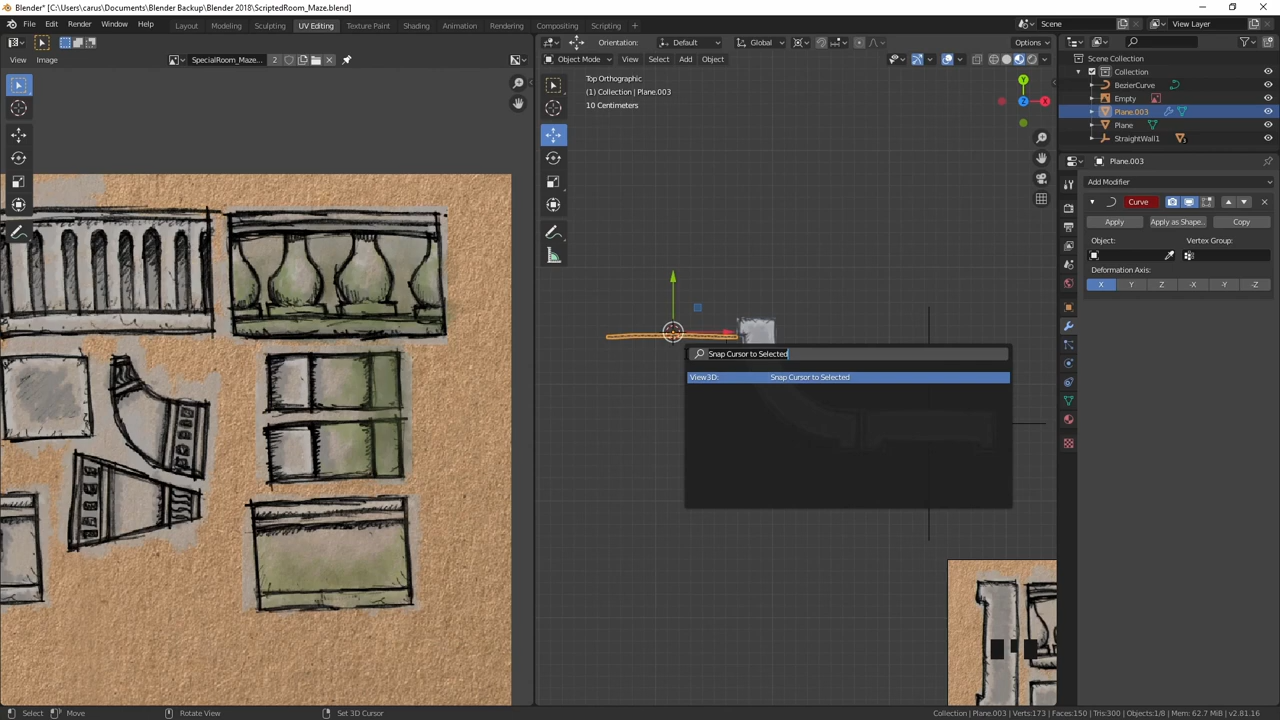 Blender* [C:\Users\carus\Documents\Blender Backup\Blender 2018\ScriptedRoom_Maze.blend]
File Edit Render Window Help Layout Modeling Sculpting UV Editing Texture Paint Shading Animation Rendering Compositing Scripting Scene View Layer
Orientation: Default Global Options
View Image SpecialRoom_Maze... 2 Object Mode View Select Add Object
Scene Collection
Collection
BezierCurve
Empty
Plane.003
Plane
StraightWall1
Top Orthographic
(1) Collection | Plane.003
10 Centimeters
Y
Z
X
Snap Cursor to Selected
View3D: Snap Cursor to Selected
Plane.003
Add Modifier
Curve
Apply Apply as Shape... Copy
Object: Vertex Group:
Deformation Axis:
X Y Z -X -Y -Z
Select Move Rotate View Set 3D Cursor Collection | Plane.003 | Verts:173 | Faces:150 | Tris:300 | Objects:1/8 | Mem: 62.7 MiB | v2.81.16